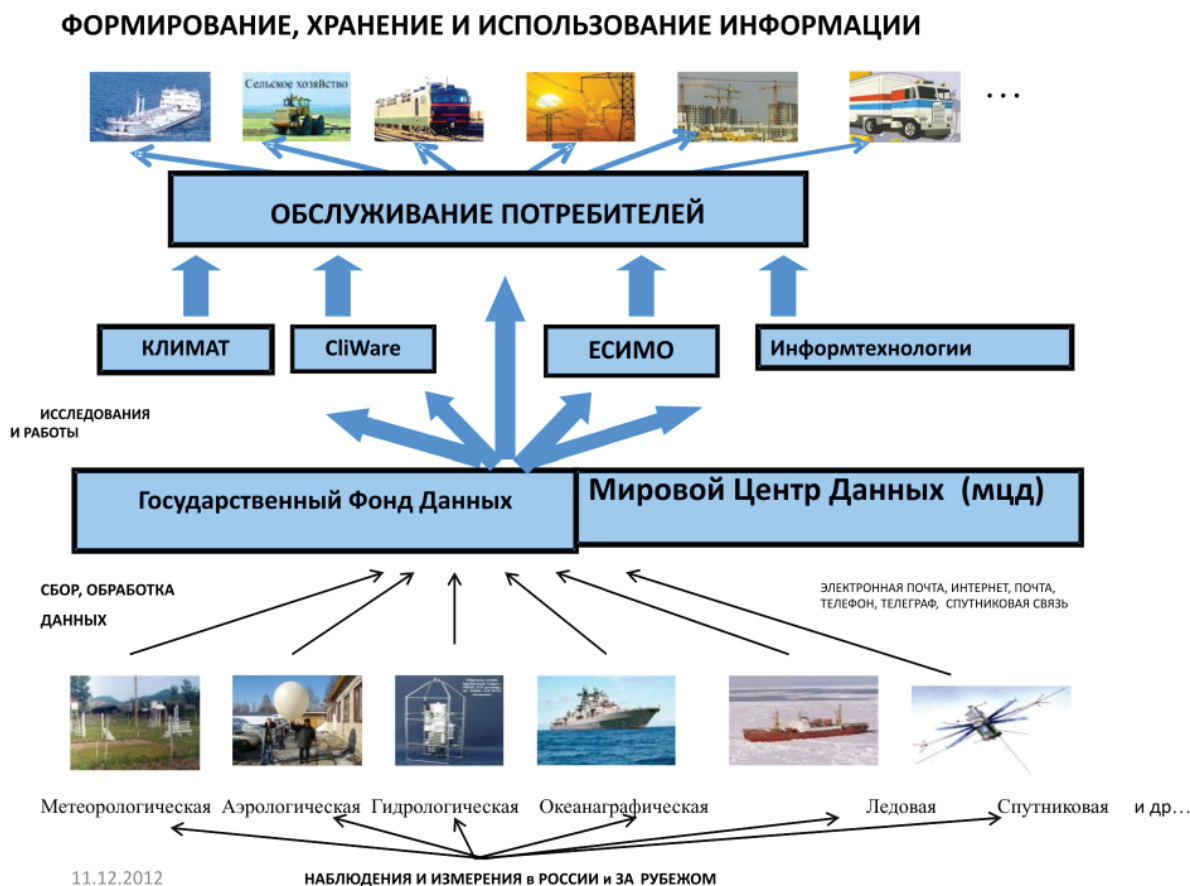 ФОРМИРОВАНИЕ, ХРАНЕНИЕ И ИСПОЛЬЗОВАНИЕ ИНФОРМАЦИИ
Сельское хозяйство
...
ОБСЛУЖИВАНИЕ ПОТРЕБИТЕЛЕЙ
КЛИМАТ
CliWare
ЕСИМО
Информтехнологии
ИССЛЕДОВАНИЯ
И РАБОТЫ
Государственный Фонд Данных
Мировой Центр Данных (мцд)
СБОР, ОБРАБОТКА
ДАННЫХ
ЭЛЕКТРОННАЯ ПОЧТА, ИНТЕРНЕТ, ПОЧТА,
ТЕЛЕФОН, ТЕЛЕГРАФ, СПУТНИКОВАЯ СВЯЗЬ
Метеорологическая
Аэрологическая
Гидрологическая
Океанаграфическая
Ледовая
Спутниковая
и др...
11.12.2012
НАБЛЮДЕНИЯ И ИЗМЕРЕНИЯ в РОССИИ и ЗА РУБЕЖОМ